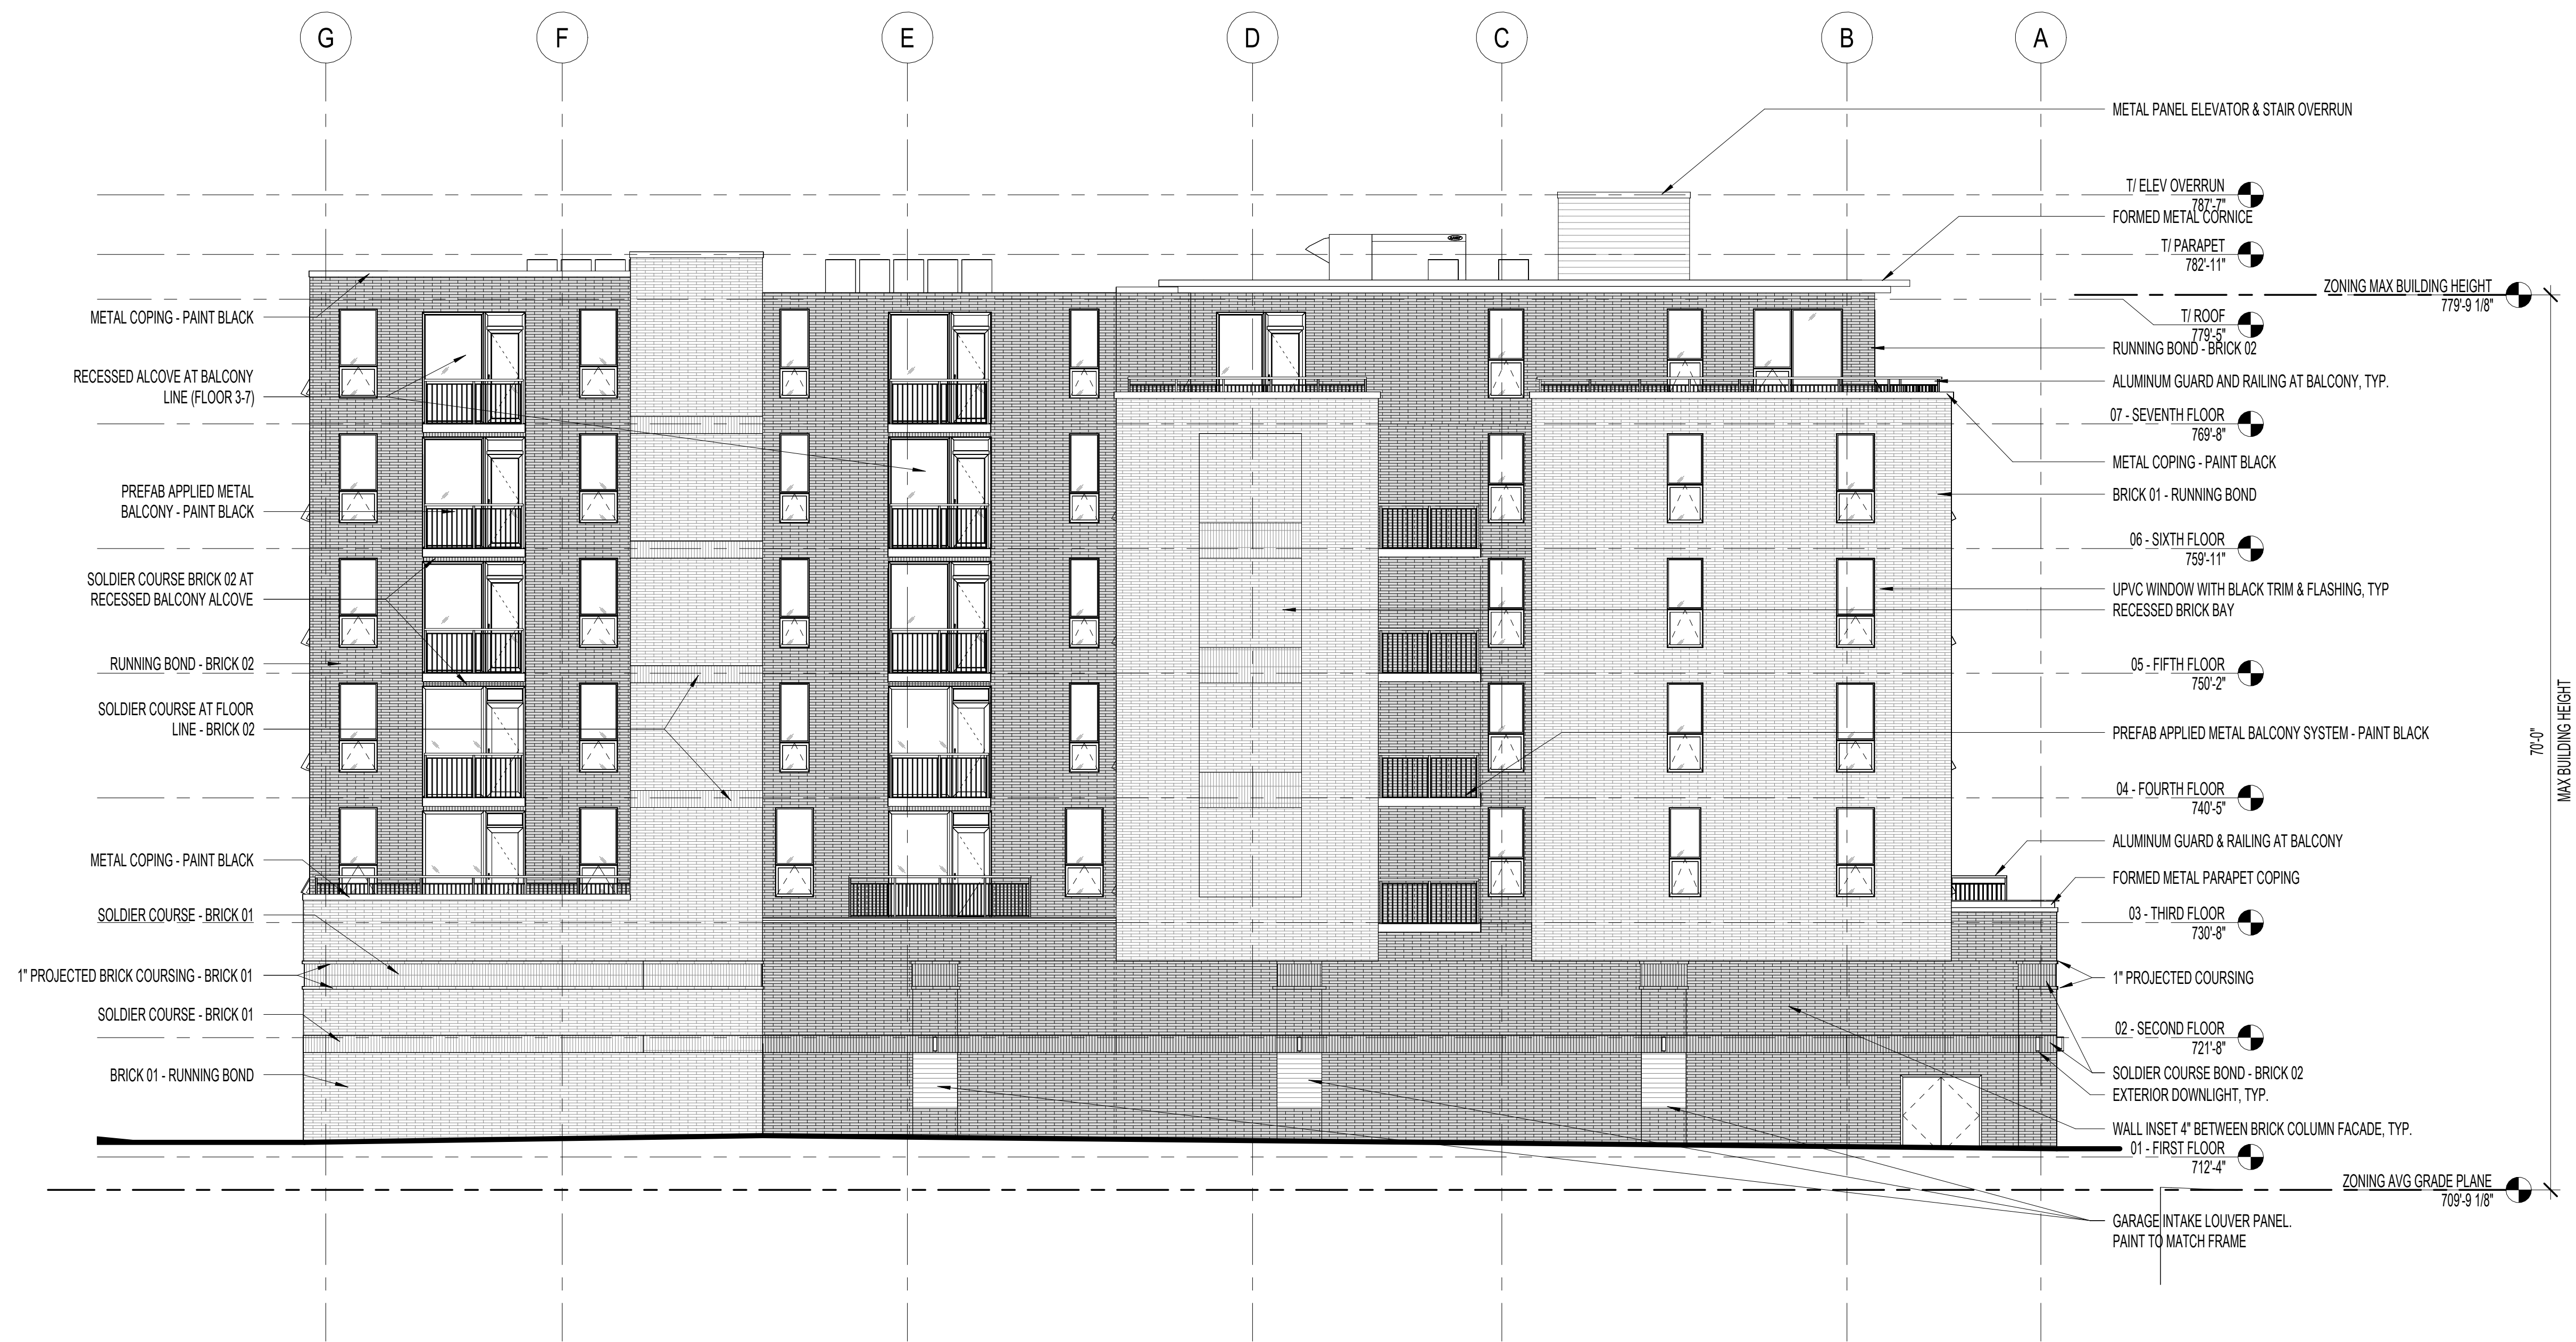 G
F
E
D
C
B
A
METAL PANEL ELEVATOR & STAIR OVERRUN
T/ ELEV OVERRUN
787'-7"
FORMED METAL CORNICE
T/ PARAPET
782'-11"
ZONING MAX BUILDING HEIGHT
779'-9 1/8"
T/ ROOF
779'-5"
RUNNING BOND - BRICK 02
ALUMINUM GUARD AND RAILING AT BALCONY, TYP.
07 - SEVENTH FLOOR
769'-8"
METAL COPING - PAINT BLACK
BRICK 01 - RUNNING BOND
06 - SIXTH FLOOR
759'-11"
UPVC WINDOW WITH BLACK TRIM & FLASHING, TYP
RECESSED BRICK BAY
05 - FIFTH FLOOR
750'-2"
PREFAB APPLIED METAL BALCONY SYSTEM - PAINT BLACK
70'-0"
MAX BUILDING HEIGHT
04 - FOURTH FLOOR
740'-5"
ALUMINUM GUARD & RAILING AT BALCONY
FORMED METAL PARAPET COPING
03 - THIRD FLOOR
730'-8"
1" PROJECTED COURSING
02 - SECOND FLOOR
721'-8"
SOLDIER COURSE BOND - BRICK 02
EXTERIOR DOWNLIGHT, TYP.
WALL INSET 4" BETWEEN BRICK COLUMN FACADE, TYP.
01 - FIRST FLOOR
712'-4"
ZONING AVG GRADE PLANE
709'-9 1/8"
GARAGE INTAKE LOUVER PANEL.
PAINT TO MATCH FRAME
METAL COPING - PAINT BLACK
RECESSED ALCOVE AT BALCONY
LINE (FLOOR 3-7)
PREFAB APPLIED METAL
BALCONY - PAINT BLACK
SOLDIER COURSE BRICK 02 AT
RECESSED BALCONY ALCOVE
RUNNING BOND - BRICK 02
SOLDIER COURSE AT FLOOR
LINE - BRICK 02
METAL COPING - PAINT BLACK
SOLDIER COURSE - BRICK 01
1" PROJECTED BRICK COURSING - BRICK 01
SOLDIER COURSE - BRICK 01
BRICK 01 - RUNNING BOND